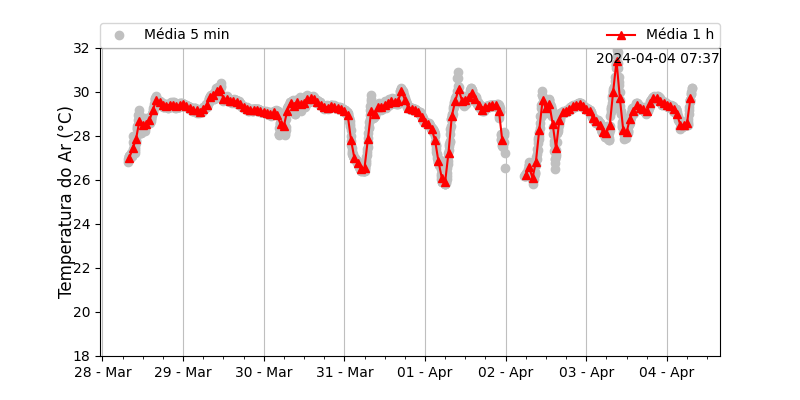 Média 5 min
Média 1 h
2024-04-04 07:37
Temperatura do Ar (°C)
32
30
28
26
24
22
20
18
28 - Mar
29 - Mar
30 - Mar
31 - Mar
01 - Apr
02 - Apr
03 - Apr
04 - Apr